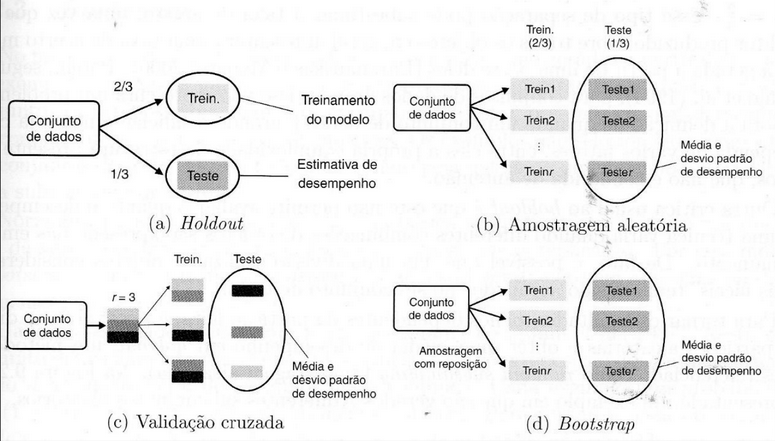 2/3
Conjunto
de dados
1/3
Trein.
Teste
Treinamento
do modelo
Estimativa de
desempenho
(a) Holdout
Trein.
(2/3)
Teste
(1/3)
Conjunto
de dados
Trein1
Teste1
Trein2
Teste2
⋮
Treinr
Tester
Média e
desvio padrão
de desempenho
(b) Amostragem aleatória
Trein.
Teste
r = 3
Conjunto
de dados
Média e
desvio padrão
de desempenho
(c) Validação cruzada
Conjunto
de dados
Amostragem
com reposição
Trein1
Teste1
Trein2
Teste2
⋮
Treinr
Tester
Média e
desvio padrão
de desempenho
(d) Bootstrap